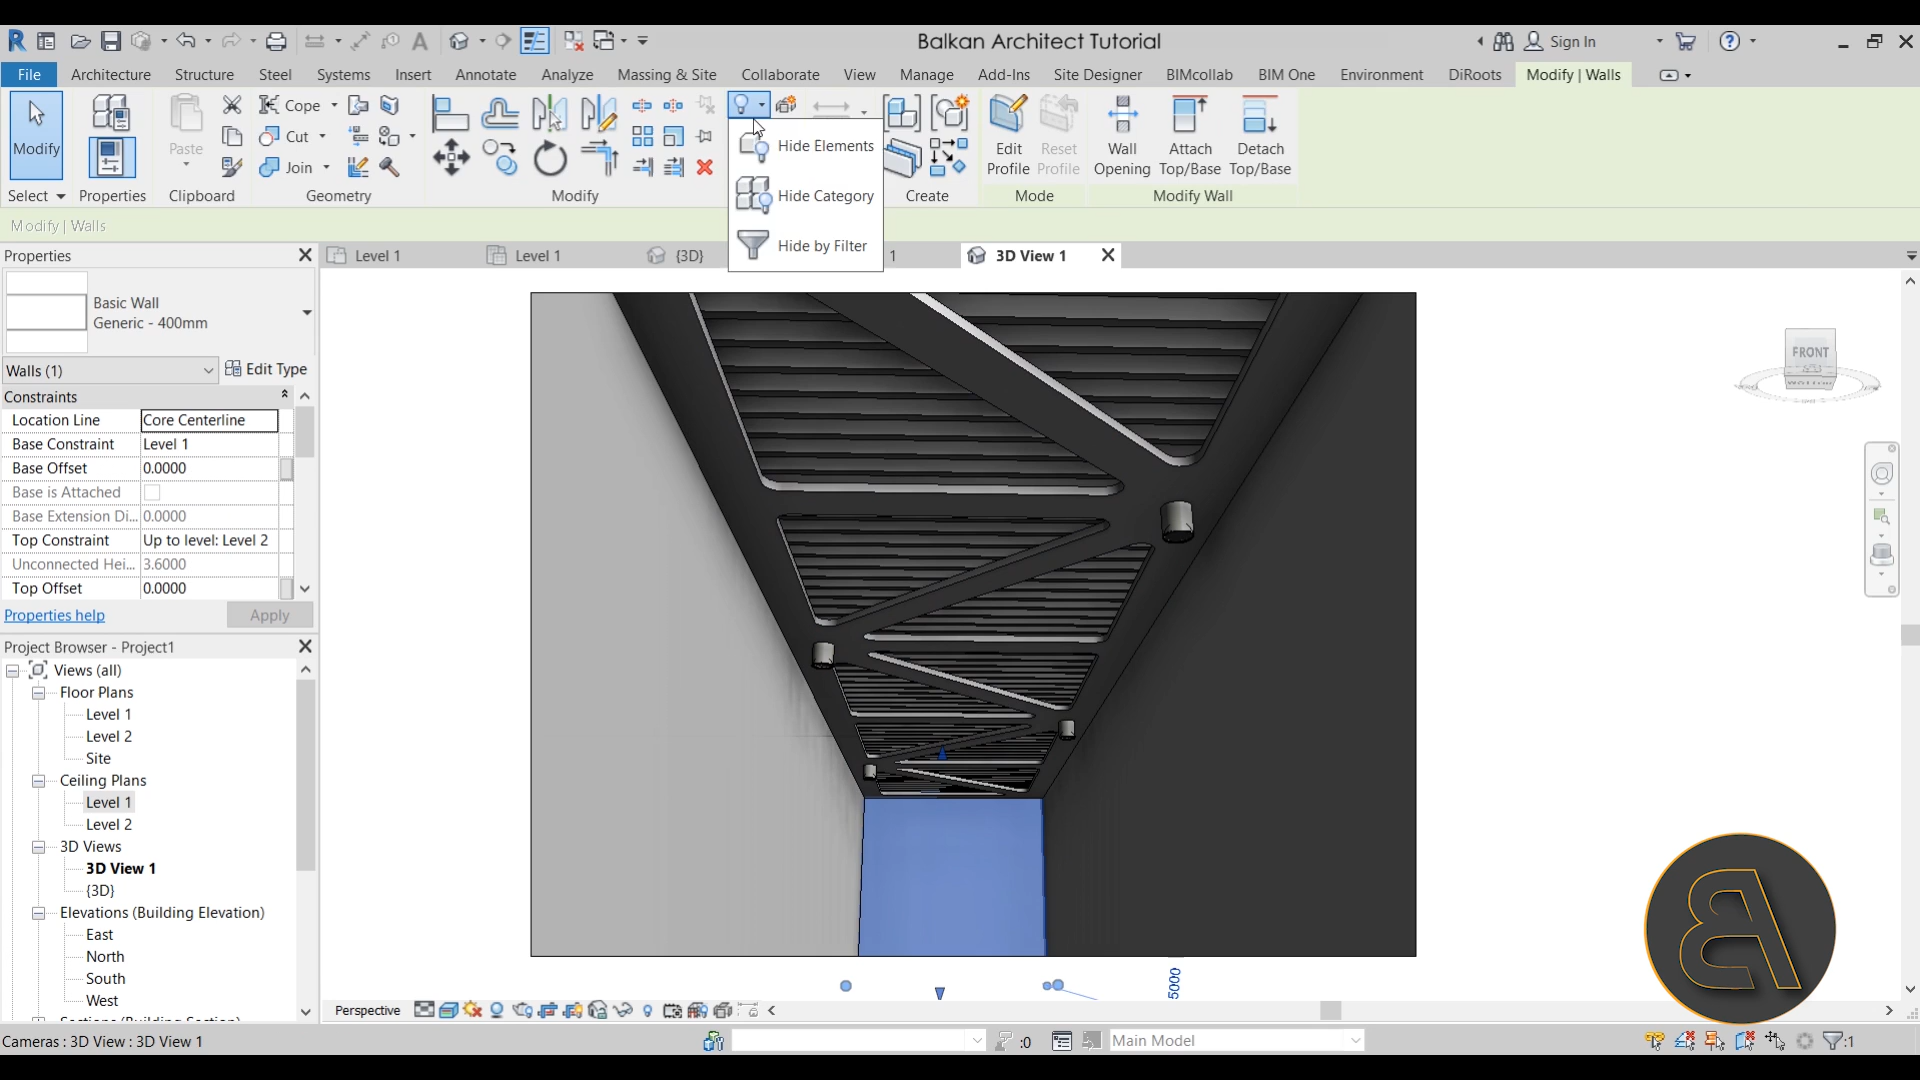 Balkan Architect Tutorial
Sign In
File Architecture Structure Steel Systems Insert Annotate Analyze Massing & Site Collaborate View Manage Add-Ins Site Designer BIMcollab BIM One Environment DiRoots Modify | Walls
Modify
Paste
Cope
Cut
Join
Hide Elements
Hide Category
Hide by Filter
Edit Profile
Reset Profile
Wall Opening
Attach Top/Base
Detach Top/Base
Select Properties Clipboard Geometry Modify Create Mode Modify Wall
Modify | Walls
Properties
Level 1
Level 1
{3D}
1
3D View 1
Basic Wall
Generic - 400mm
Walls (1)
Edit Type
Constraints
Location Line Core Centerline
Base Constraint Level 1
Base Offset 0.0000
Base is Attached
Base Extension Di... 0.0000
Top Constraint Up to level: Level 2
Unconnected Hei... 3.6000
Top Offset 0.0000
Properties help
Apply
FRONT
Project Browser - Project1
Views (all)
Floor Plans
Level 1
Level 2
Site
Ceiling Plans
Level 1
Level 2
3D Views
3D View 1
{3D}
Elevations (Building Elevation)
East
North
South
West
5000
Perspective
Cameras : 3D View : 3D View 1
:0
Main Model
:1